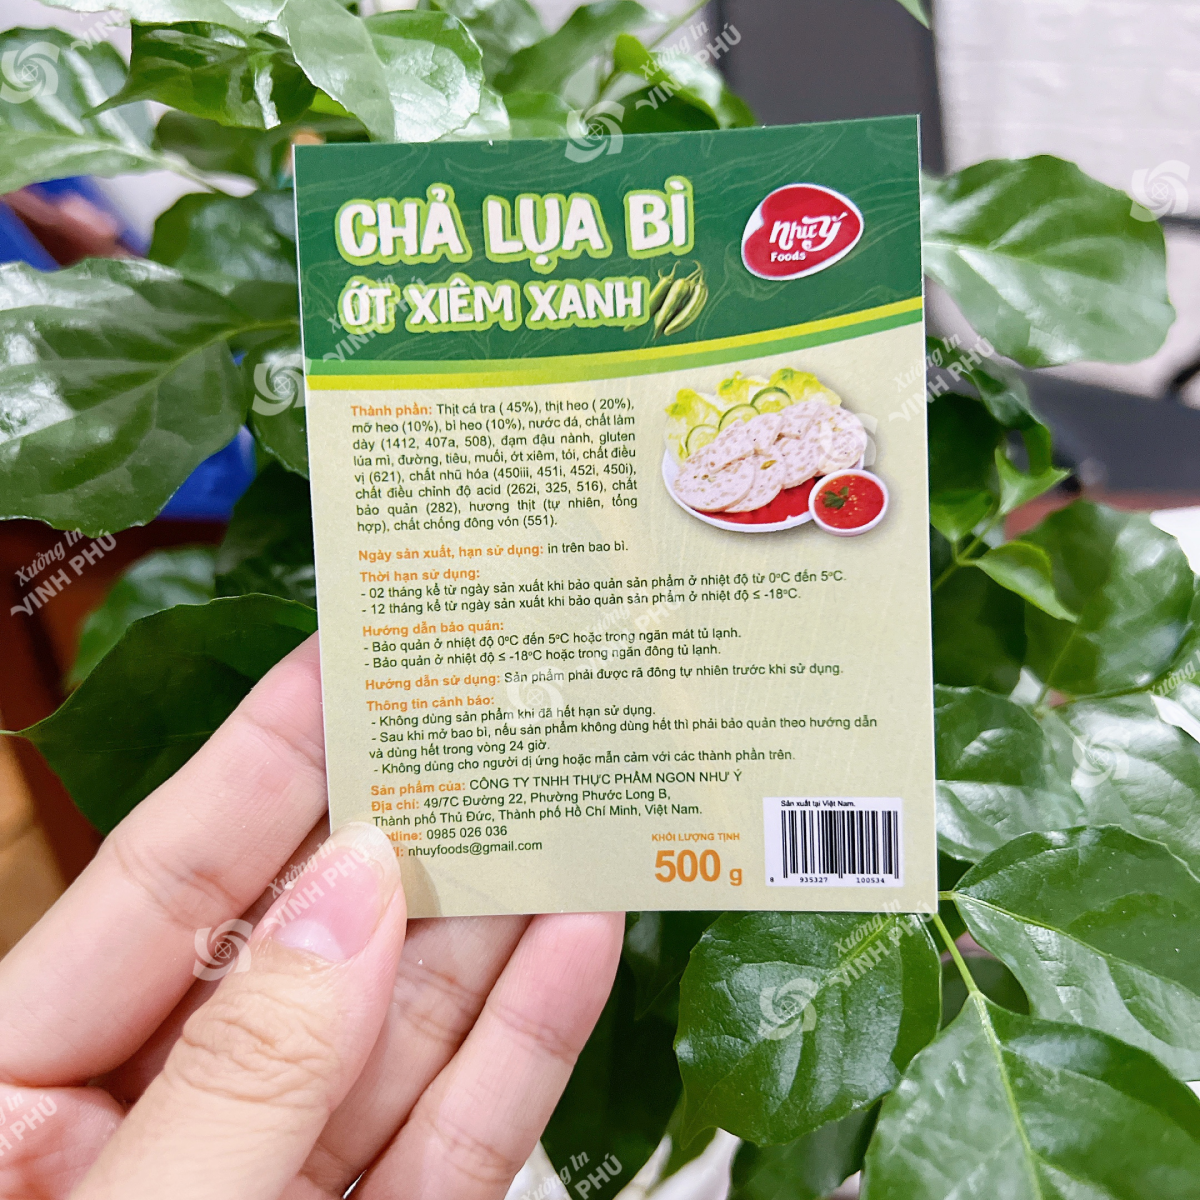 CHẢ LỤA BÌ
ỚT XIÊM XANH
Như Ý
Foods
Thành phần: Thịt cá tra ( 45%), thịt heo ( 20%),
mỡ heo (10%), bì heo (10%), nước đá, chất làm
dày (1412, 407a, 508), đạm đậu nành, gluten
lúa mì, đường, tiêu, muối, ớt xiêm, tỏi, chất điều
vị (621), chất nhũ hóa (450iii, 451i, 452i, 450i),
chất điều chỉnh độ acid (262i, 325, 516), chất
bảo quản (282), hương thịt (tự nhiên, tổng
hợp), chất chống đông vón (551).
Ngày sản xuất, hạn sử dụng: in trên bao bì.
Thời hạn sử dụng:
- 02 tháng kể từ ngày sản xuất khi bảo quản sản phẩm ở nhiệt độ từ 0°C đến 5°C.
- 12 tháng kể từ ngày sản xuất khi bảo quản sản phẩm ở nhiệt độ ≤ -18°C.
Hướng dẫn bảo quản:
- Bảo quản ở nhiệt độ 0°C đến 5°C hoặc trong ngăn mát tủ lạnh.
- Bảo quản ở nhiệt độ ≤ -18°C hoặc trong ngăn đông tủ lạnh.
Hướng dẫn sử dụng: Sản phẩm phải được rã đông tự nhiên trước khi sử dụng.
Thông tin cảnh báo:
- Không dùng sản phẩm khi đã hết hạn sử dụng.
- Sau khi mở bao bì, nếu sản phẩm không dùng hết thì phải bảo quản theo hướng dẫn
và dùng hết trong vòng 24 giờ.
- Không dùng cho người dị ứng hoặc mẫn cảm với các thành phần trên.
Sản phẩm của: CÔNG TY TNHH THỰC PHẨM NGON NHƯ Ý
Địa chỉ: 49/7C Đường 22, Phường Phước Long B,
Thành phố Thủ Đức, Thành phố Hồ Chí Minh, Việt Nam.
Hotline: 0985 026 036
nhuyfoods@gmail.com
KHỐI LƯỢNG TỊNH
500 g
Sản xuất tại Việt Nam.
8 935327 100534
Xưởng In
VINH PHÚ